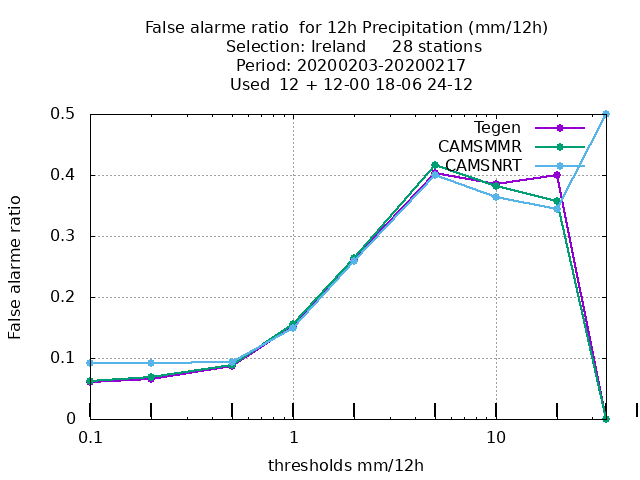 False alarme ratio  for 12h Precipitation (mm/12h)
Selection: Ireland     28 stations
Period: 20200203-20200217
Used  12 + 12-00 18-06 24-12
Tegen
CAMSMMR
CAMSNRT
0.5
0.4
0.3
0.2
0.1
0
False alarme ratio
0.1 1 10
thresholds mm/12h